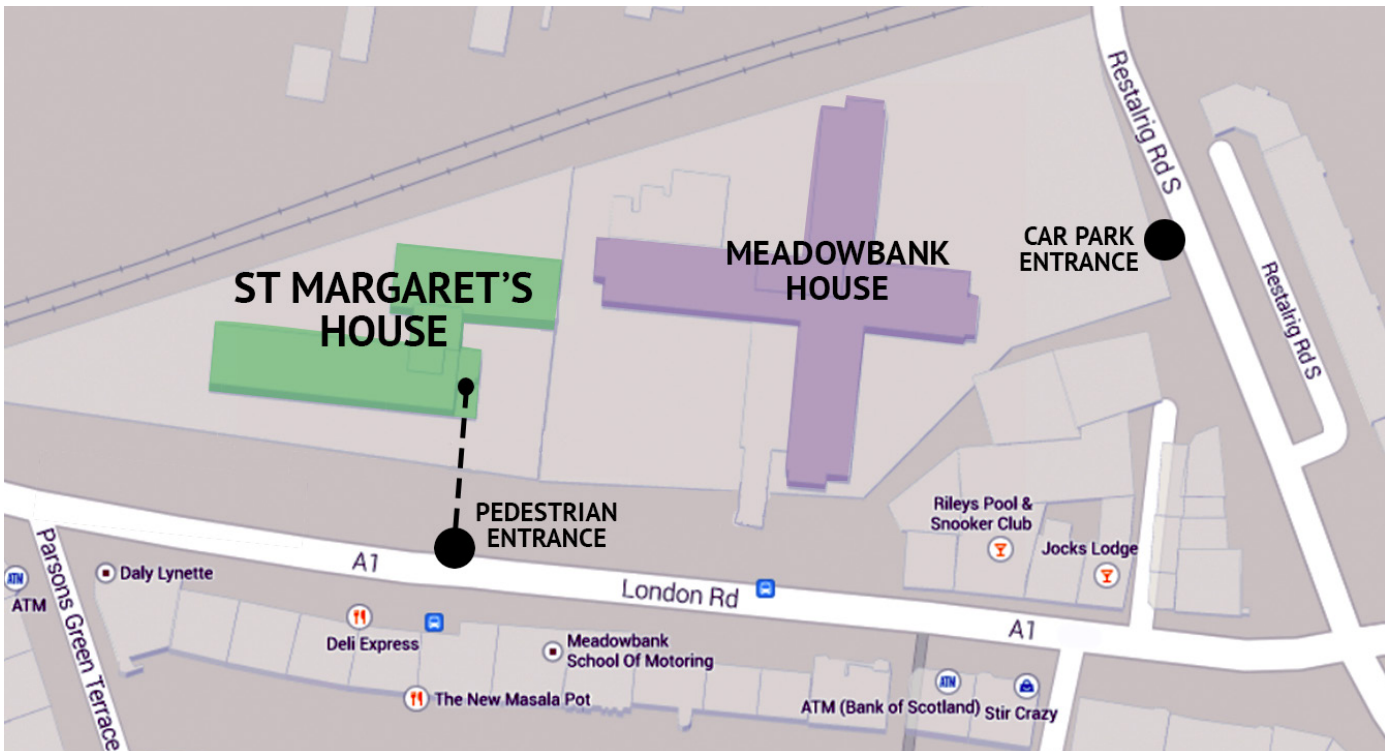 Restalrig Rd S
ST MARGARET'S
HOUSE
MEADOWBANK
HOUSE
CAR PARK
ENTRANCE
Restalrig Rd S
PEDESTRIAN
ENTRANCE
Rileys Pool &
Snooker Club
Jocks Lodge
A1
London Rd
A1
Parsons Green Terrace
ATM
ATM
Daly Lynette
Deli Express
Meadowbank
School Of Motoring
The New Masala Pot
ATM
ATM (Bank of Scotland)
Stir Crazy